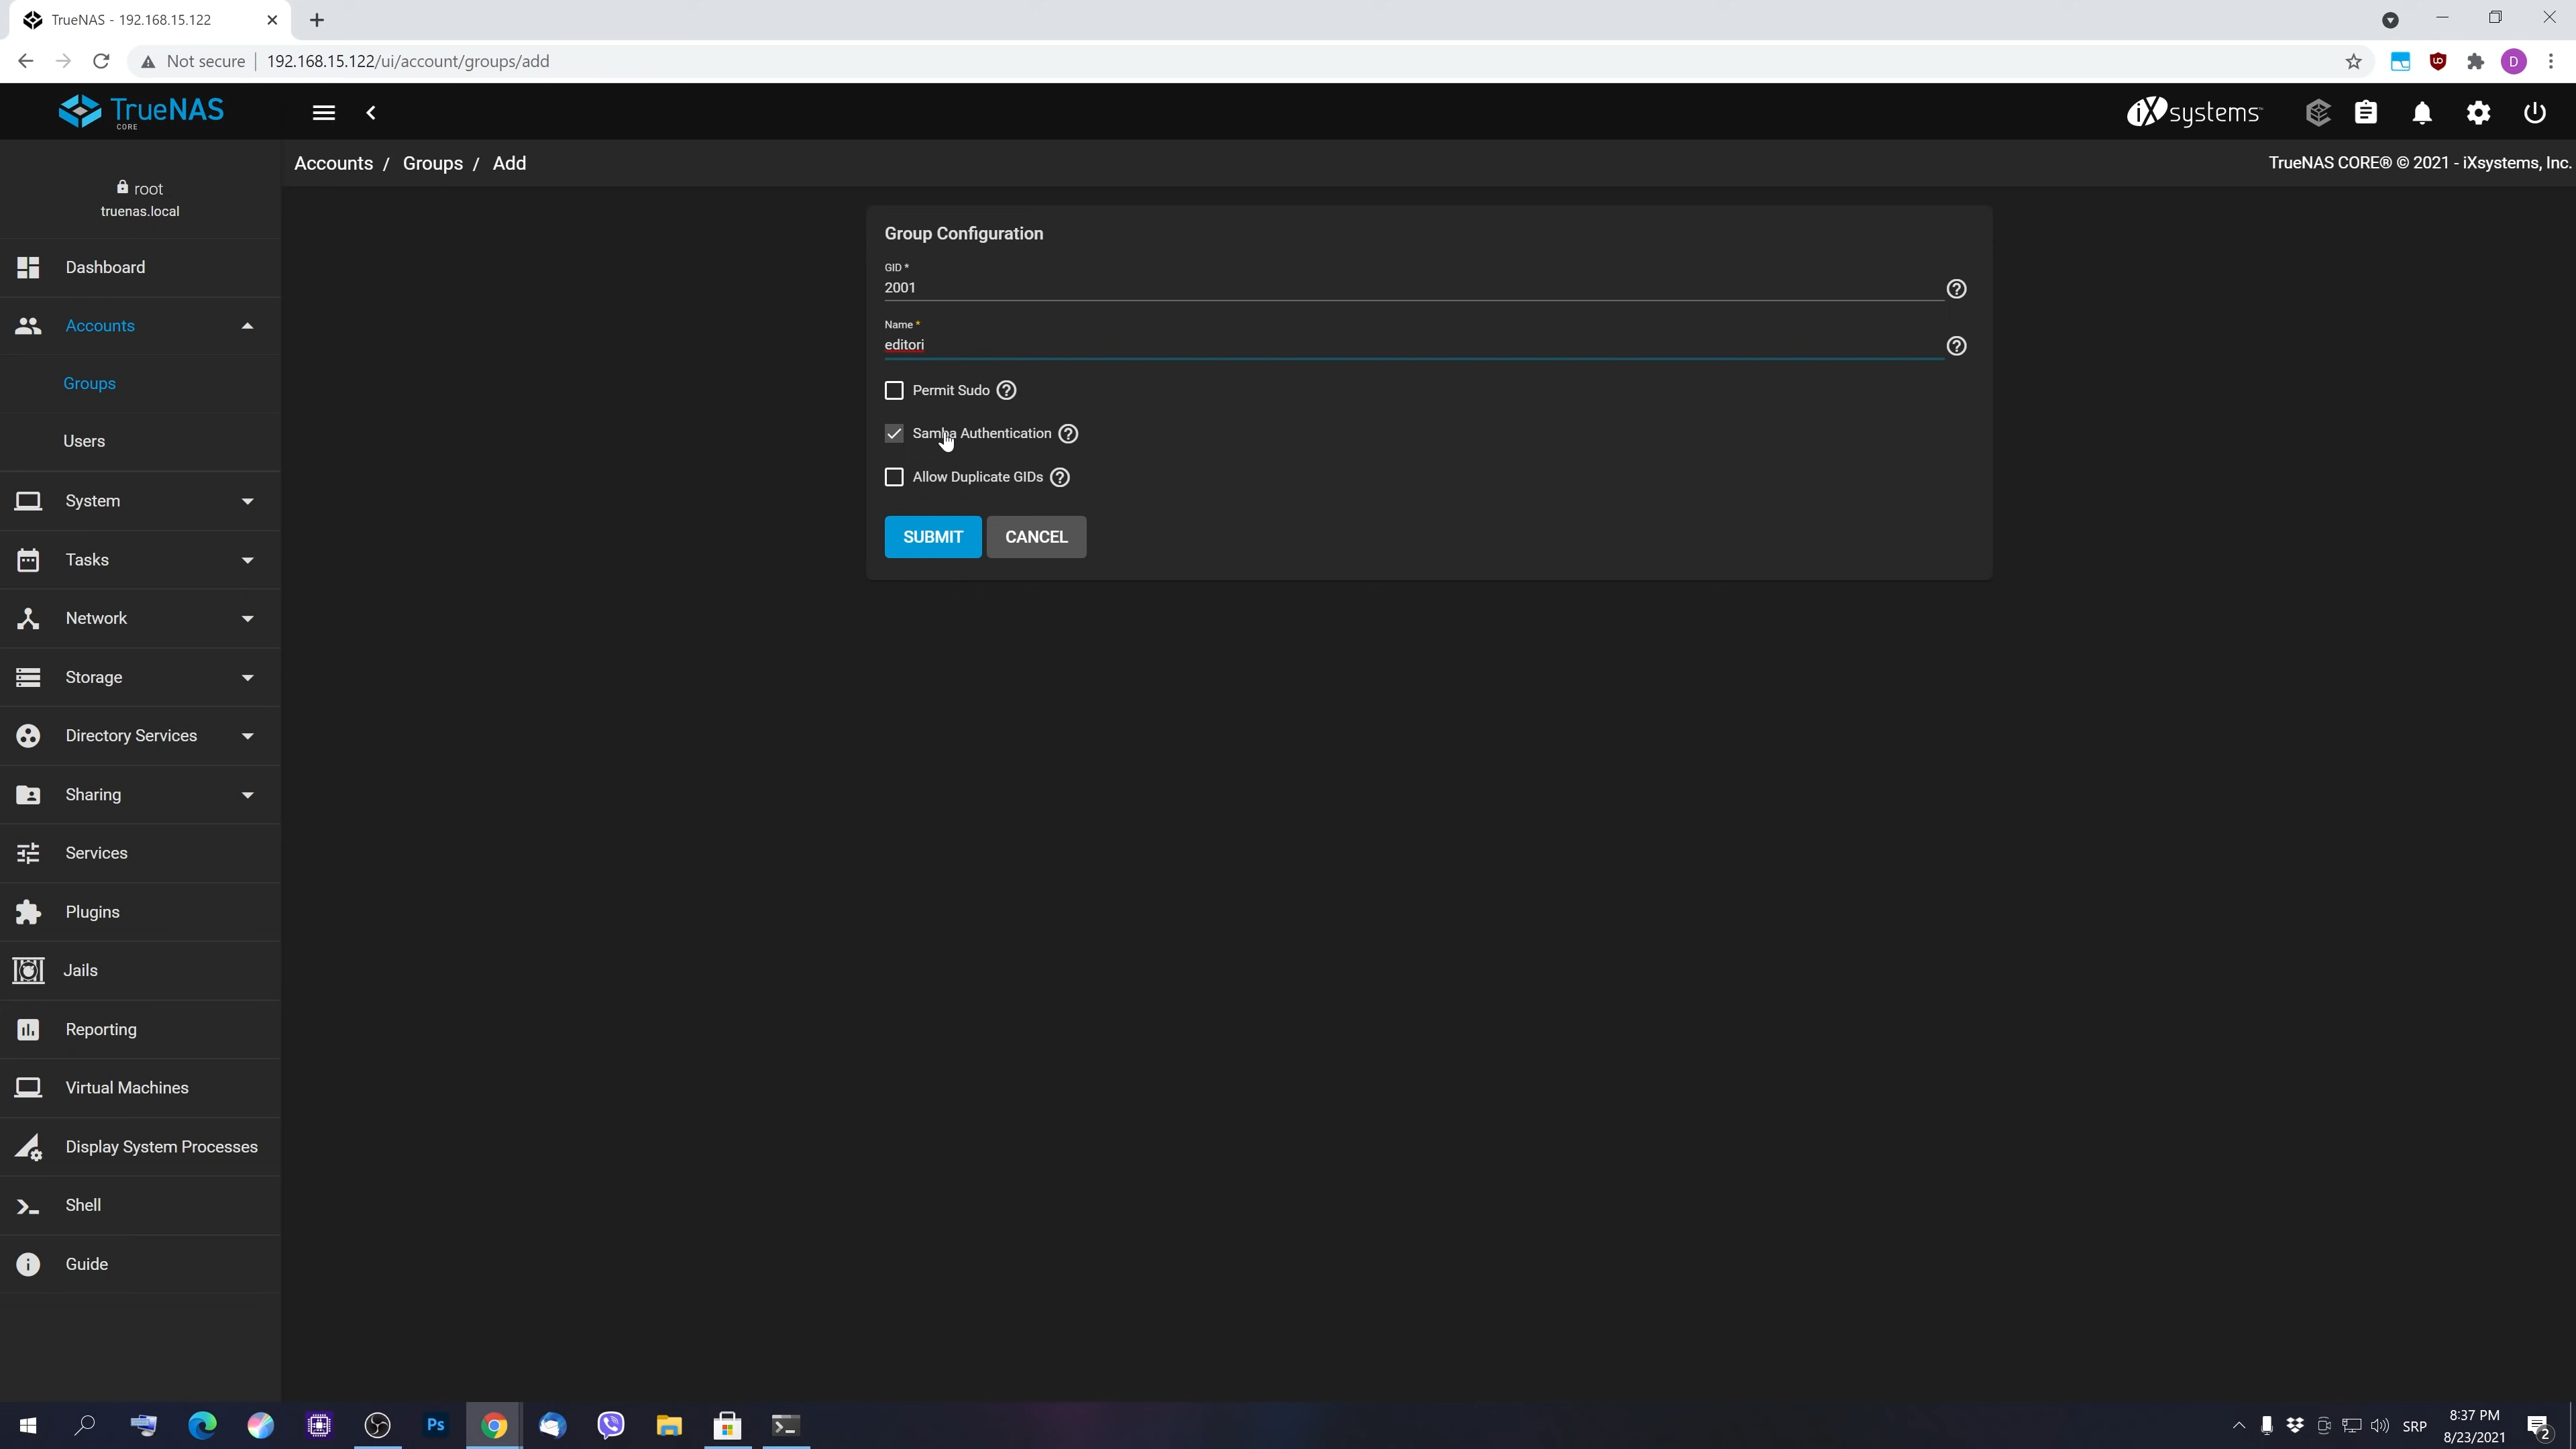 TrueNAS - 192.168.15.122
Not secure
192.168.15.122/ui/account/groups/add
D
TrueNAS
CORE
iXsystems
Accounts / Groups / Add
TrueNAS CORE® © 2021 - iXsystems, Inc.
root
truenas.local
Dashboard
Accounts
Groups
Users
System
Tasks
Network
Storage
Directory Services
Sharing
Services
Plugins
Jails
Reporting
Virtual Machines
Display System Processes
Shell
Guide
Group Configuration
GID *
2001
Name *
editori
Permit Sudo
Samba Authentication
Allow Duplicate GIDs
SUBMIT
CANCEL
Ps
SRP
8:37 PM
8/23/2021
2